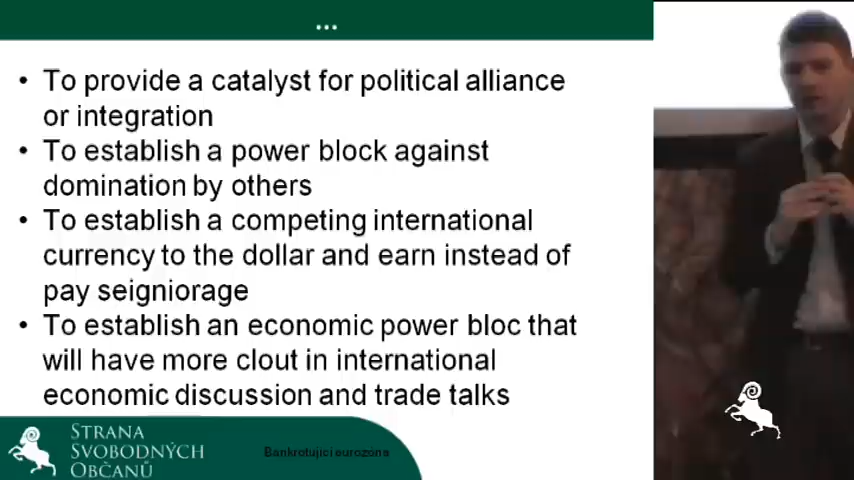 ...
• To provide a catalyst for political alliance
or integration
• To establish a power block against
domination by others
• To establish a competing international
currency to the dollar and earn instead of
pay seigniorage
• To establish an economic power bloc that
will have more clout in international
economic discussion and trade talks
STRANA
SVOBODNÝCH
OBČANŮ
Bankrotující eurozóna